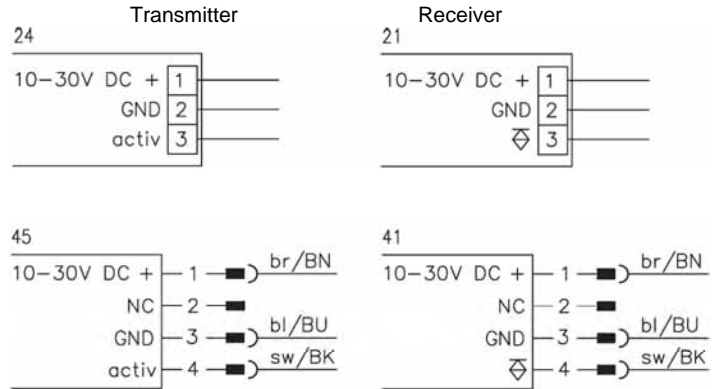 Transmitter Receiver
24 21
10–30V DC + 1 10–30V DC + 1
GND 2 GND 2
activ 3 3
45 41
10–30V DC + 1 br/BN 10–30V DC + 1 br/BN
NC 2 NC 2
GND 3 bl/BU GND 3 bl/BU
activ 4 sw/BK 4 sw/BK